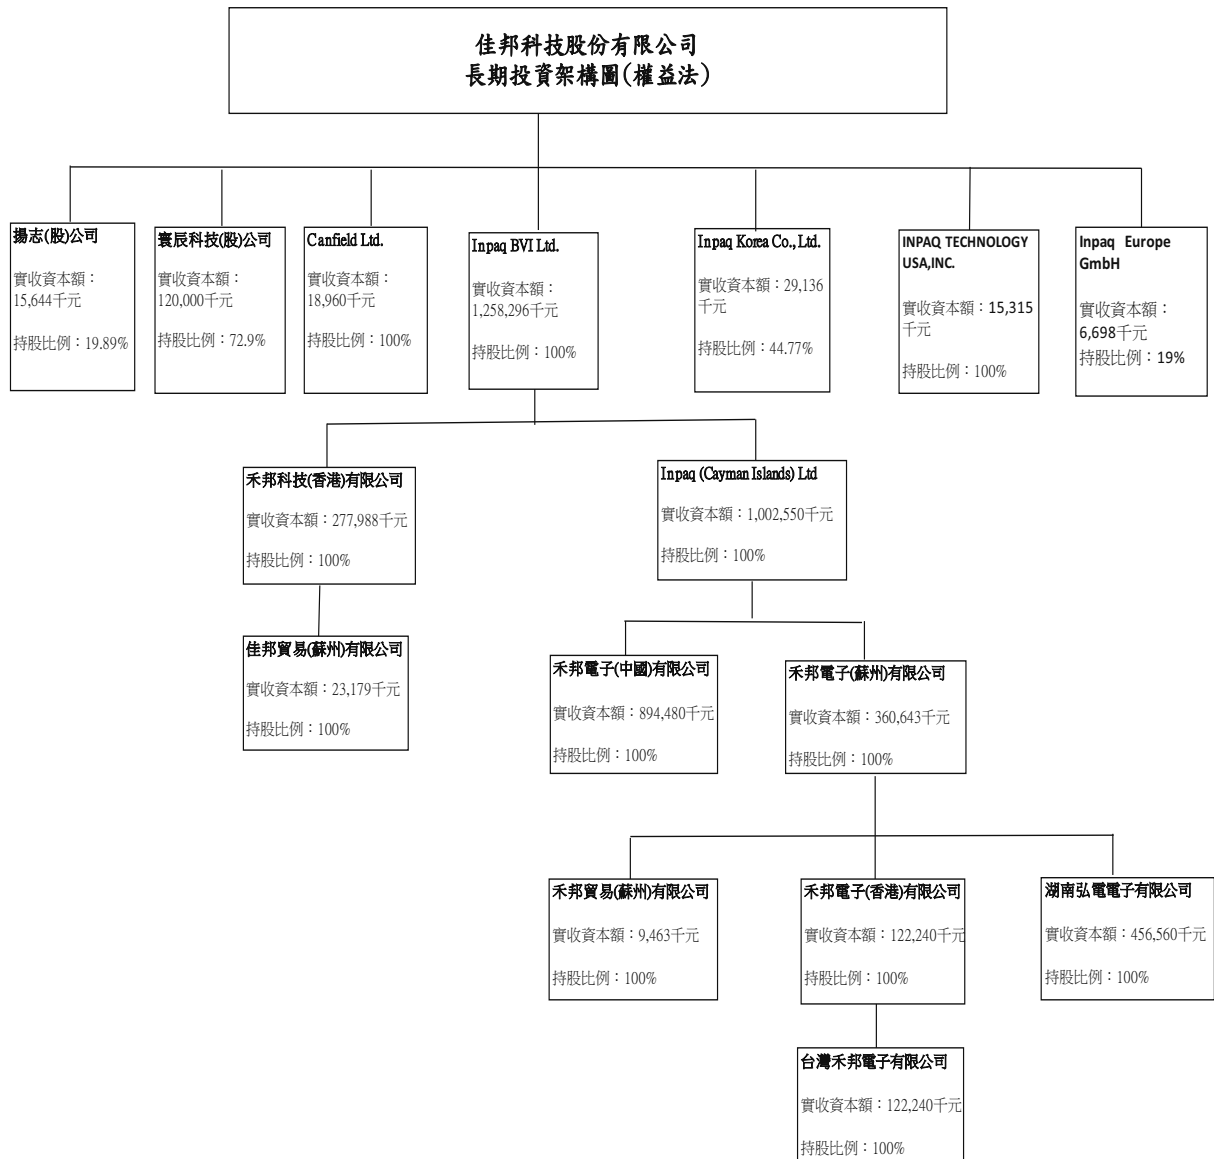 佳邦科技股份有限公司
長期投資架構圖(權益法)
揚志(股)公司
實收資本額：
15,644千元
持股比例：19.89%
寰辰科技(股)公司
實收資本額：
120,000千元
持股比例：72.9%
Canfield Ltd.
實收資本額：
18,960千元
持股比例：100%
Inpaq BVI Ltd.
實收資本額：
1,258,296千元
持股比例：100%
Inpaq Korea Co., Ltd.
實收資本額：29,136
千元
持股比例：44.77%
INPAQ TECHNOLOGY
USA,INC.
實收資本額：15,315
千元
持股比例：100%
Inpaq Europe
GmbH
實收資本額：
6,698千元
持股比例：19%
禾邦科技(香港)有限公司
實收資本額：277,988千元
持股比例：100%
Inpaq (Cayman Islands) Ltd
實收資本額：1,002,550千元
持股比例：100%
佳邦貿易(蘇州)有限公司
實收資本額：23,179千元
持股比例：100%
禾邦電子(中國)有限公司
實收資本額：894,480千元
持股比例：100%
禾邦電子(蘇州)有限公司
實收資本額：360,643千元
持股比例：100%
禾邦貿易(蘇州)有限公司
實收資本額：9,463千元
持股比例：100%
禾邦電子(香港)有限公司
實收資本額：122,240千元
持股比例：100%
湖南弘電電子有限公司
實收資本額：456,560千元
持股比例：100%
台灣禾邦電子有限公司
實收資本額：122,240千元
持股比例：100%